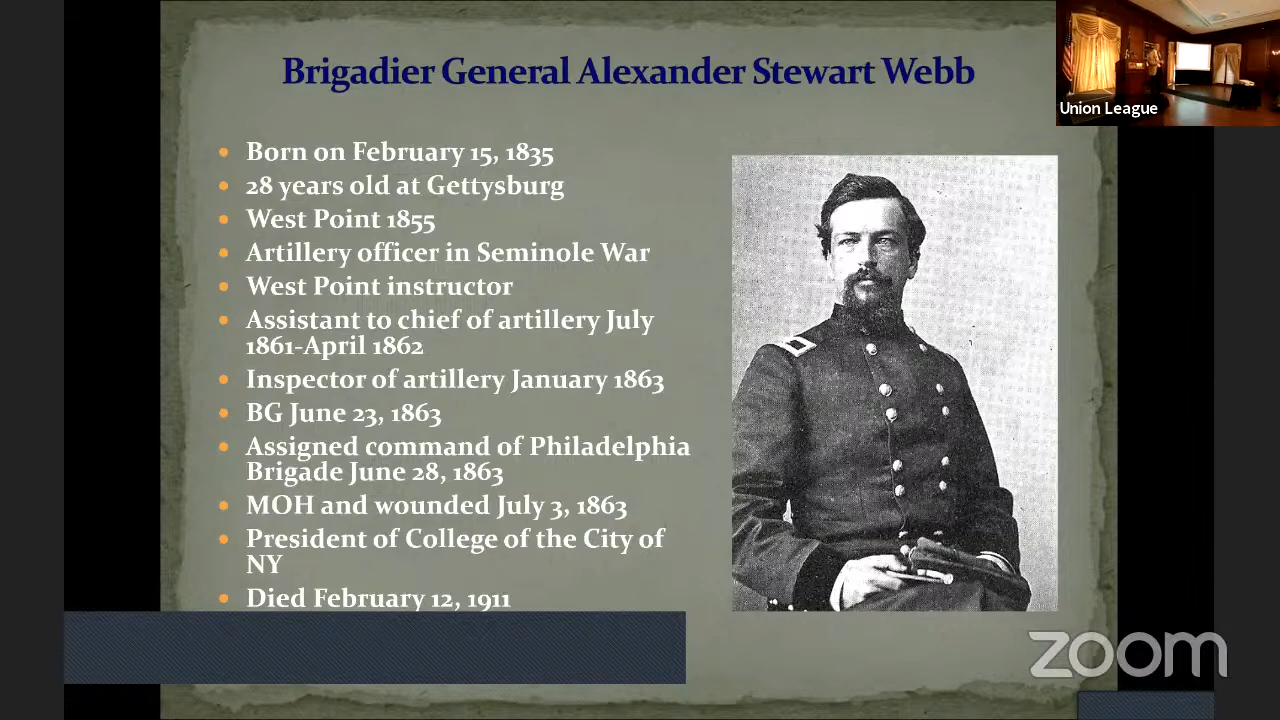 Brigadier General Alexander Stewart Webb
Union League
Born on February 15, 1835
28 years old at Gettysburg
West Point 1855
Artillery officer in Seminole War
West Point instructor
Assistant to chief of artillery July
1861-April 1862
Inspector of artillery January 1863
BG June 23, 1863
Assigned command of Philadelphia
Brigade June 28, 1863
MOH and wounded July 3, 1863
President of College of the City of
NY
Died February 12, 1911
zoom